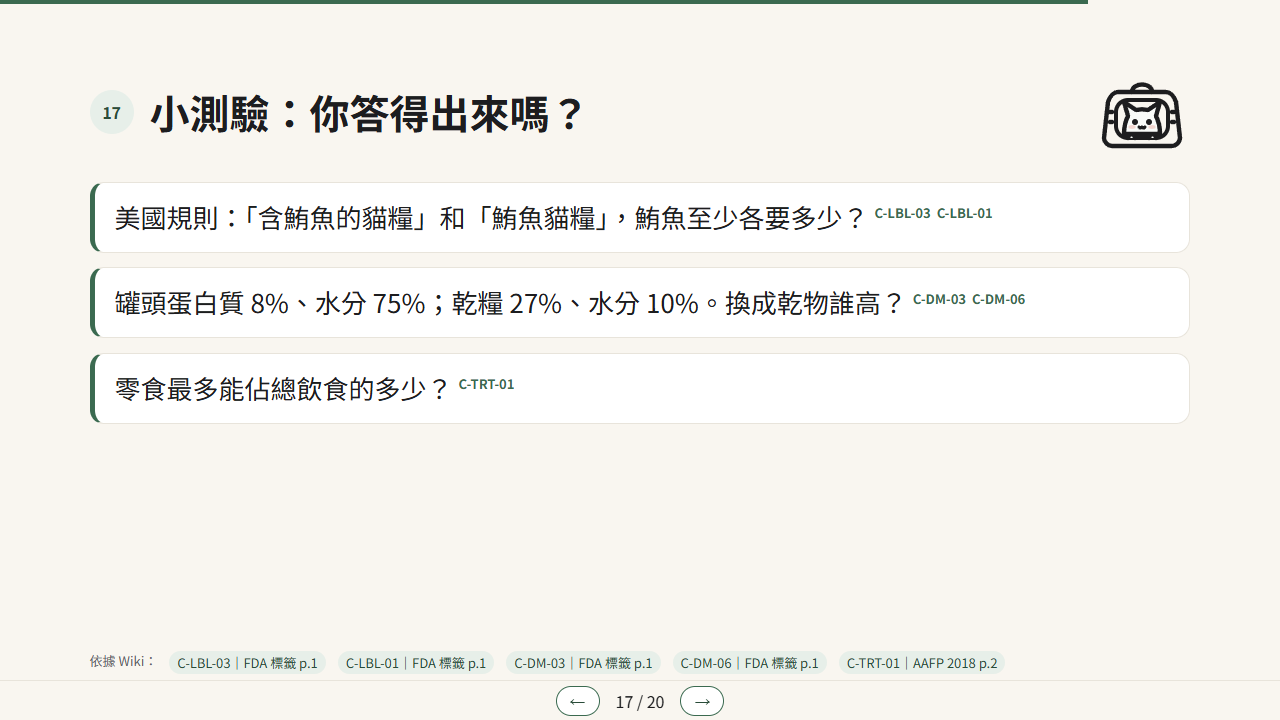 17 小測驗：你答得出來嗎？
美國規則：「含鮪魚的貓糧」和「鮪魚貓糧」，鮪魚至少各要多少？ C-LBL-03 C-LBL-01
罐頭蛋白質 8%、水分 75%；乾糧 27%、水分 10%。換成乾物誰高？ C-DM-03 C-DM-06
零食最多能佔總飲食的多少？ C-TRT-01
依據 Wiki： C-LBL-03｜FDA 標籤 p.1 C-LBL-01｜FDA 標籤 p.1 C-DM-03｜FDA 標籤 p.1 C-DM-06｜FDA 標籤 p.1 C-TRT-01｜AAFP 2018 p.2
← 17 / 20 →